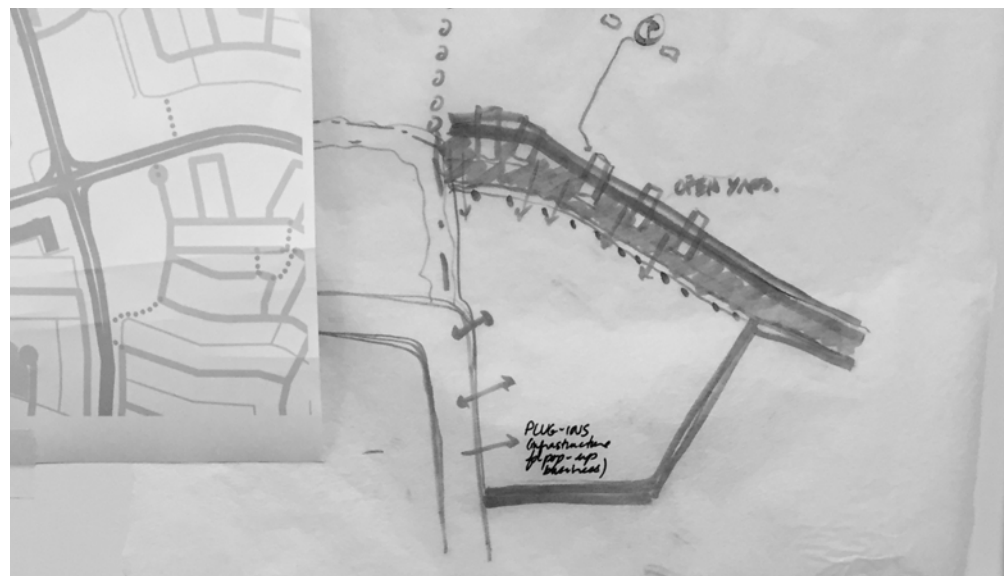 OPEN YARD.
PLUG-INS
(infrastructure
for pop-up
business)